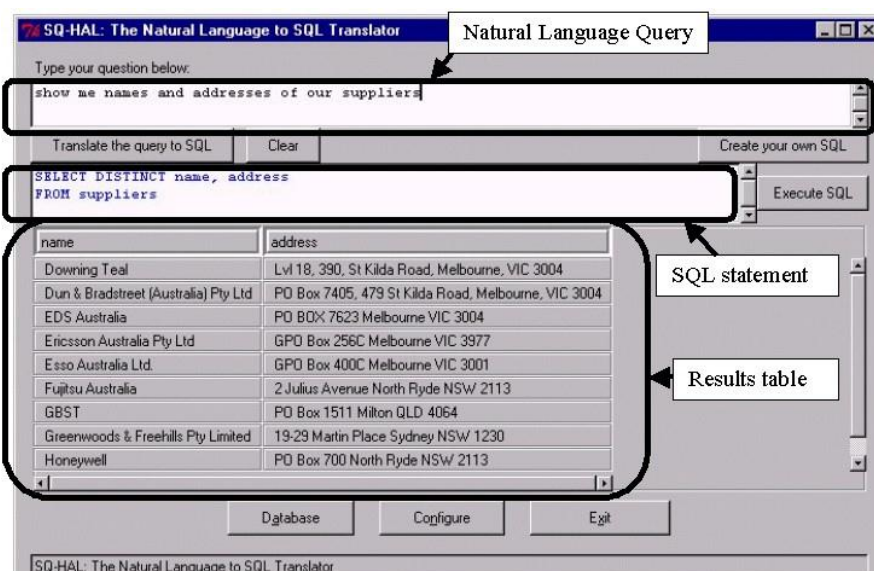 SQ-HAL: The Natural Language to SQL Translator
Natural Language Query
Type your question below:
show me names and addresses of our suppliers
Translate the query to SQL Clear Create your own SQL
SELECT DISTINCT name, address
FROM suppliers
Execute SQL
SQL statement
name address
Downing Teal Lvl 18, 390, St Kilda Road, Melbourne, VIC 3004
Dun & Bradstreet (Australia) Pty Ltd PO Box 7405, 479 St Kilda Road, Melbourne, VIC 3004
EDS Australia PO BOX 7623 Melbourne VIC 3004
Ericsson Australia Pty Ltd GPO Box 256C Melbourne VIC 3977
Esso Australia Ltd. GPO Box 400C Melbourne VIC 3001
Fujitsu Australia 2 Julius Avenue North Ryde NSW 2113
GBST PO Box 1511 Milton QLD 4064
Greenwoods & Freehills Pty Limited 19-29 Martin Place Sydney NSW 1230
Honeywell PO Box 700 North Ryde NSW 2113
Results table
Database Configure Exit
SQ-HAL: The Natural Language to SQL Translator